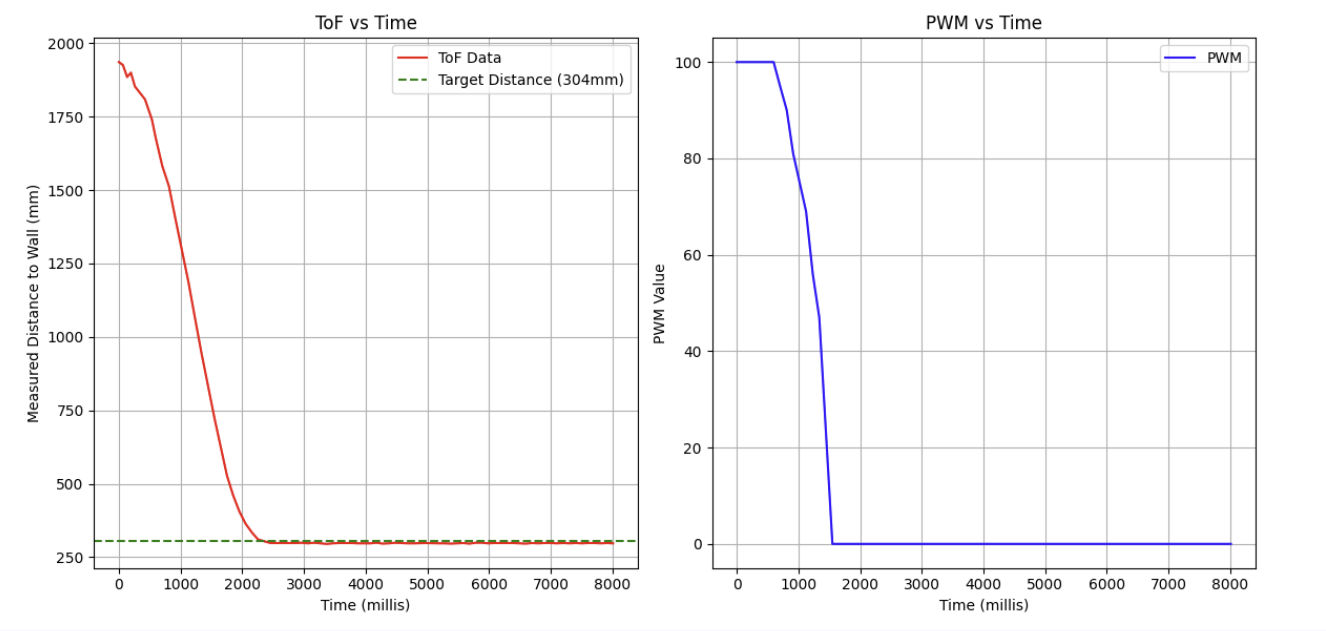 ToF vs Time
ToF Data
Target Distance (304mm)
Measured Distance to Wall (mm)
2000
1750
1500
1250
1000
750
500
250
0 1000 2000 3000 4000 5000 6000 7000 8000
Time (millis)
PWM vs Time
PWM
PWM Value
100
80
60
40
20
0
0 1000 2000 3000 4000 5000 6000 7000 8000
Time (millis)